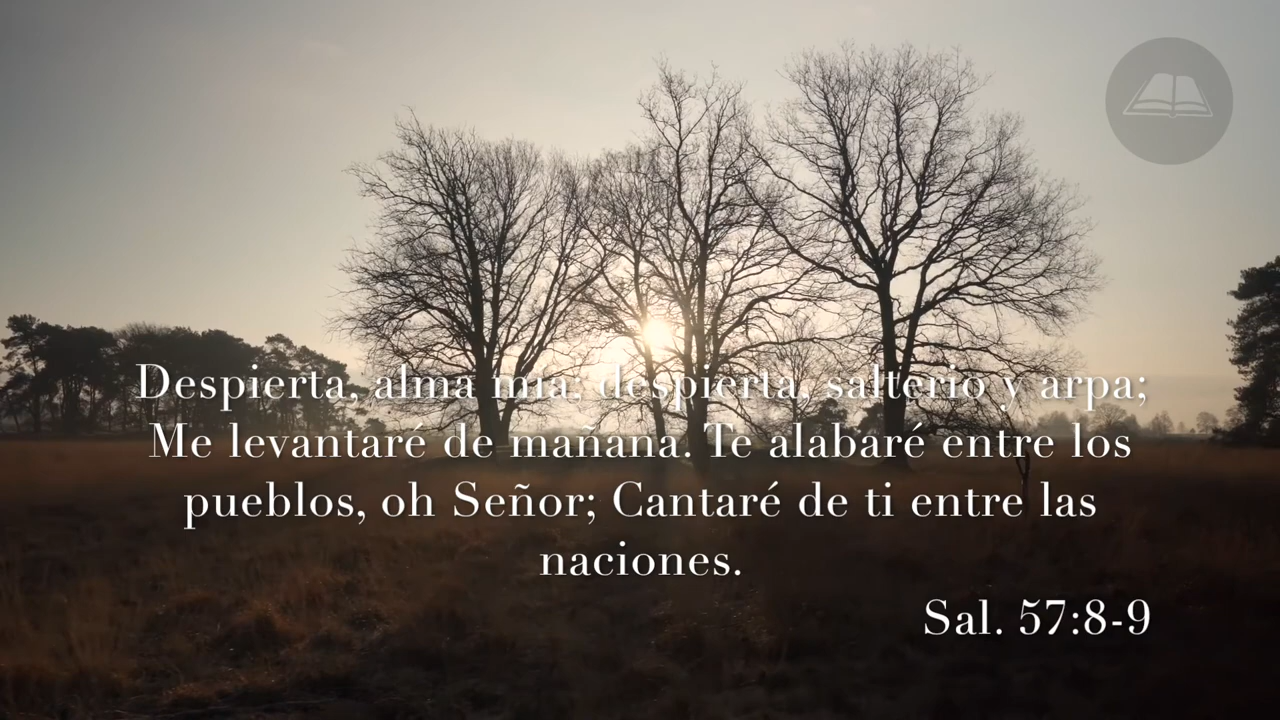 Despierta, alma mía; despierta, salterio y arpa;
Me levantaré de mañana. Te alabaré entre los
pueblos, oh Señor; Cantaré de ti entre las
naciones.
Sal. 57:8-9